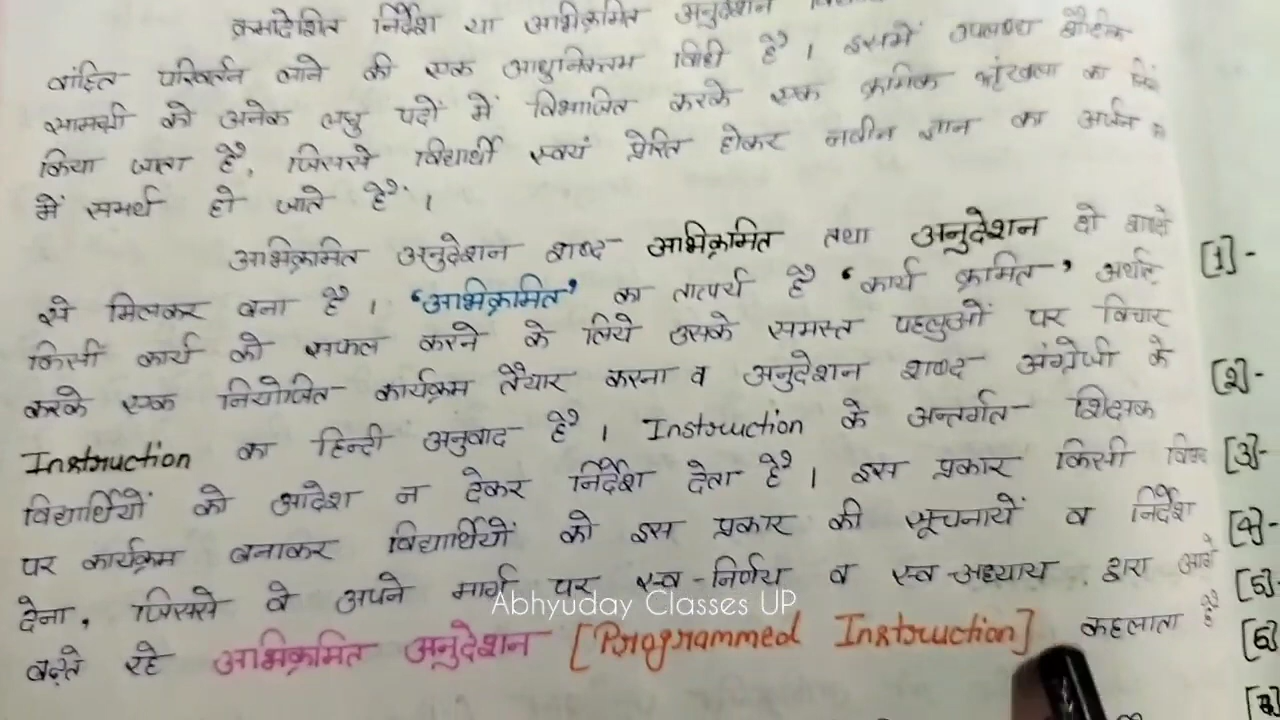 क्रमादेशित निर्देश या अभिक्रमित अनुदेशन
वांछित परिवर्तन लाने की एक आधुनिकतम विधी है । इसमें उपलब्ध शैक्षिक
सामग्री को अनेक लघु पदों में विभाजित करके एक क्रमिक श्रृंखला का
किया जाता है, जिससे विद्यार्थी स्वयं प्रेरित होकर नवीन ज्ञान का अर्जन
में समर्थ हो जाते हैं ।
अभिक्रमित अनुदेशन शब्द अभिक्रमित तथा अनुदेशन दो शब्दों [1]-
से मिलकर बना है । 'अभिक्रमित' का तात्पर्य है 'कार्य क्रमित' अर्थात्
किसी कार्य को सफल करने के लिये उसके समस्त पहलुओं पर विचार
करके एक नियोजित कार्यक्रम तैयार करना व अनुदेशन शब्द अंग्रेजी के [2]-
Instruction का हिन्दी अनुवाद है । Instruction के अन्तर्गत शिक्षक
विद्यार्थियों को आदेश न देकर निर्देश देता है । इस प्रकार किसी विषय [3]-
पर कार्यक्रम बनाकर विद्यार्थियों को इस प्रकार की सूचनायें व निर्देश [4]-
देना, जिससे वे अपने मार्ग पर स्व-निर्णय व स्व-अध्याय द्वारा आगे [5]-
बढ़ते रहे अभिक्रमित अनुदेशन [Programmed Instruction] कहलाता है [6]
Abhyuday Classes UP